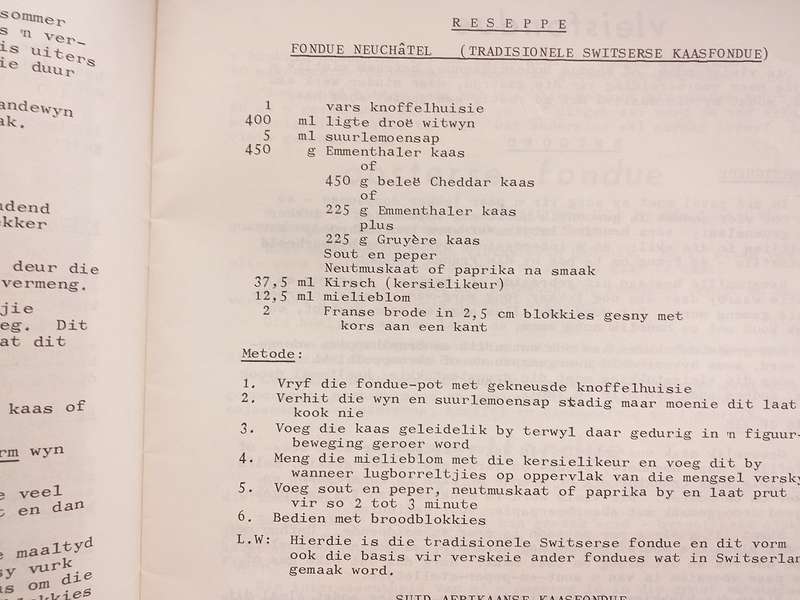 sommer
s 'n ver-
is uiters
ie duur
andewyn
ak.
dend
kker
deur die
vermeng.
jie
eg. Dit
at dit
kaas of
rm wyn
e veel
t en dan
e maaltyd
sy vurk
s om die
kkies
RESEPPE
FONDUE NEUCHâTEL (TRADISIONELE SWITSERSE KAASFONDUE)
1 vars knoffelhuisie
400 ml ligte droë witwyn
5 ml suurlemoensap
450 g Emmenthaler kaas
of
450 g beleë Cheddar kaas
of
225 g Emmenthaler kaas
plus
225 g Gruyère kaas
Sout en peper
Neutmuskaat of paprika na smaak
37,5 ml Kirsch (kersielikeur)
12,5 ml mielieblom
2 Franse brode in 2,5 cm blokkies gesny met
kors aan een kant
Metode:
1. Vryf die fondue-pot met gekneusde knoffelhuisie
2. Verhit die wyn en suurlemoensap stadig maar moenie dit laat
kook nie
3. Voeg die kaas geleidelik by terwyl daar gedurig in 'n figuur-
beweging geroer word
4. Meng die mielieblom met die kersielikeur en voeg dit by
wanneer lugborreltjies op oppervlak van die mengsel versky
5. Voeg sout en peper, neutmuskaat of paprika by en laat prut
vir so 2 tot 3 minute
6. Bedien met broodblokkies
L.W: Hierdie is die tradisionele Switserse fondue en dit vorm
ook die basis vir verskeie ander fondues wat in Switserlan
gemaak word.
SUID AFRIKAANSE KAASFONDUE